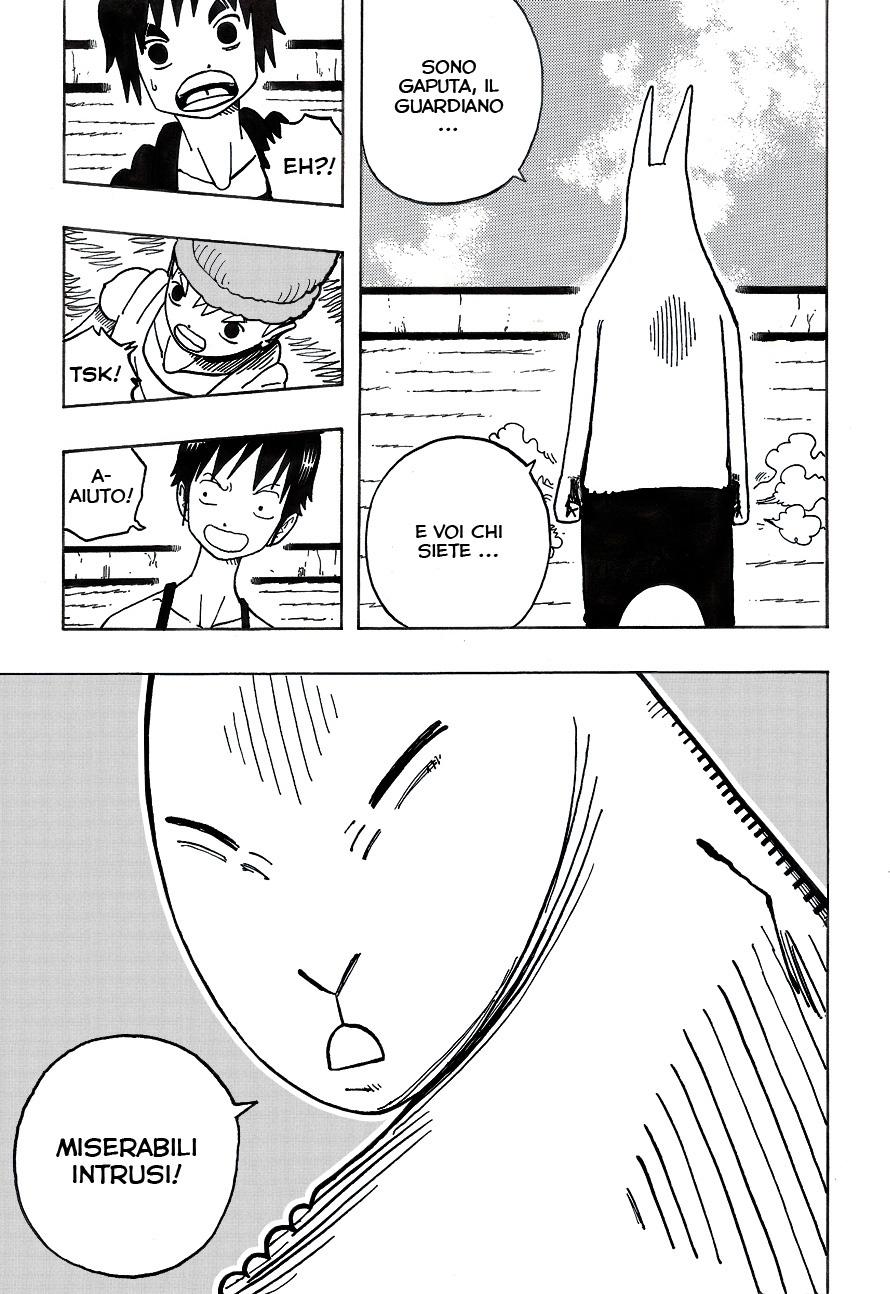 SONO
GAPUTA, IL
GUARDIANO
...
E VOI CHI
SIETE ...
EH?!
TSK!
A-
AIUTO!
MISERABILI
INTRUSI!